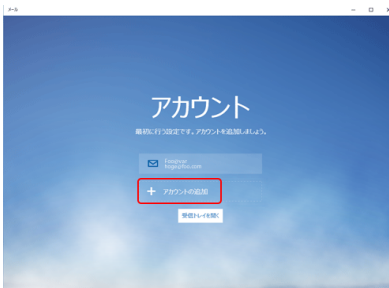 メール
アカウント
最初に行う設定です。アカウントを追加しましょう。
アカウントの追加
受信トレイを開く